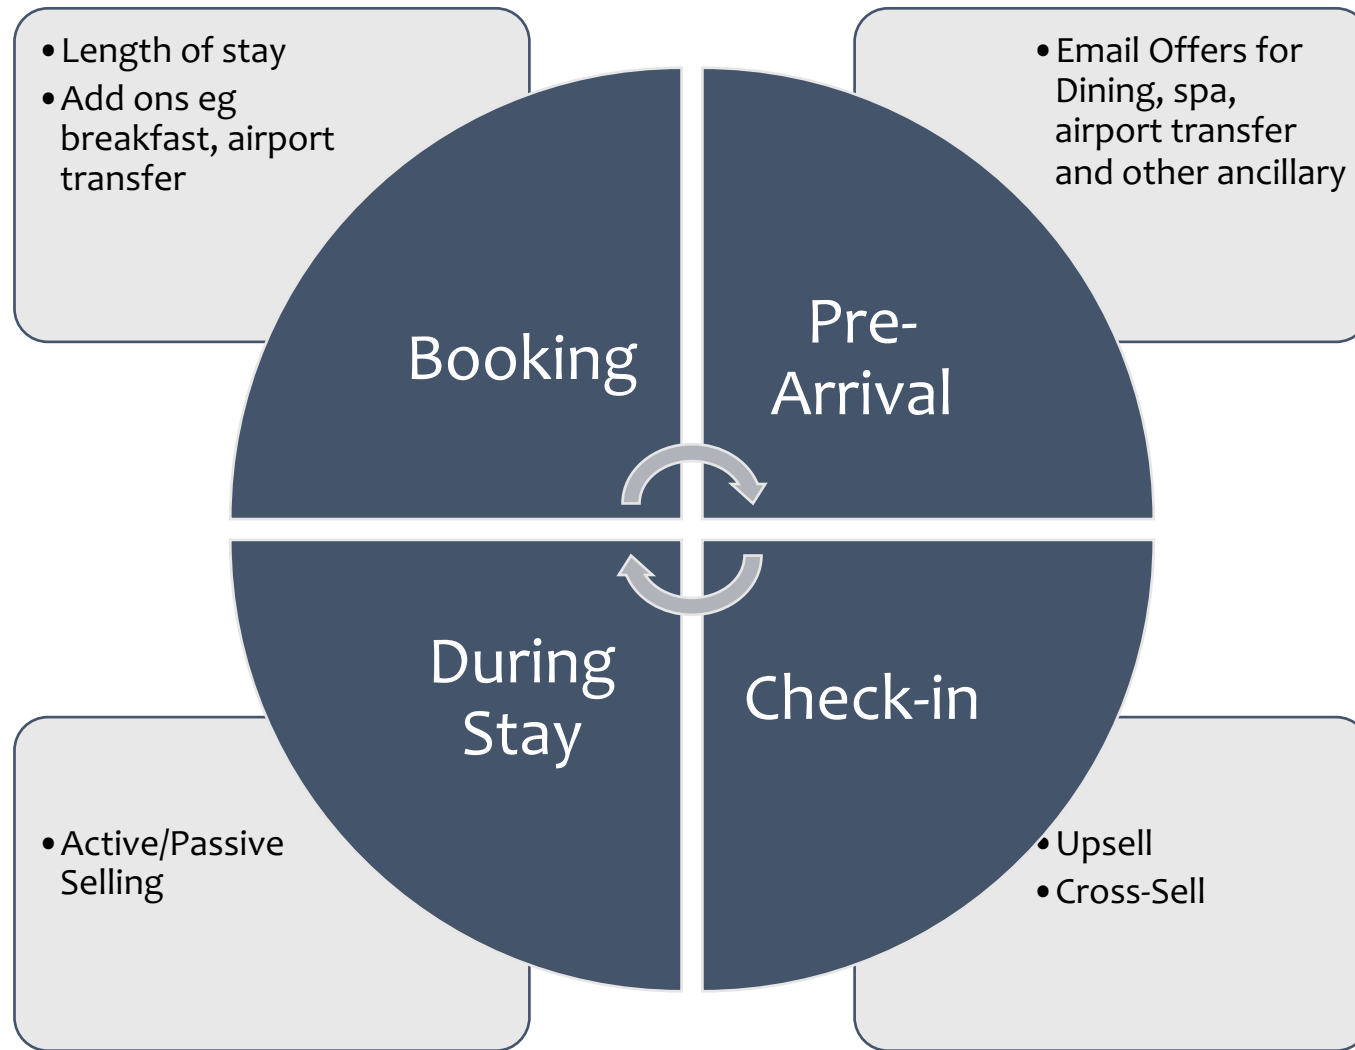 • Length of stay
• Add ons eg
breakfast, airport
transfer
• Email Offers for
Dining, spa,
airport transfer
and other ancillary
Booking
Pre-
Arrival
During
Stay
Check-in
• Active/Passive
Selling
• Upsell
• Cross-Sell